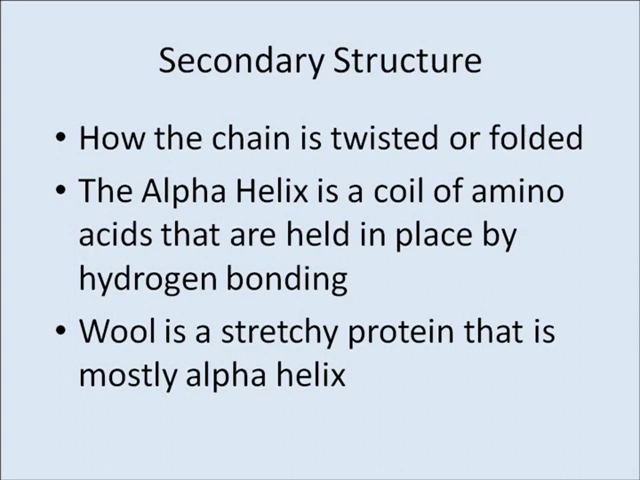 Secondary Structure
• How the chain is twisted or folded
• The Alpha Helix is a coil of amino
acids that are held in place by
hydrogen bonding
• Wool is a stretchy protein that is
mostly alpha helix